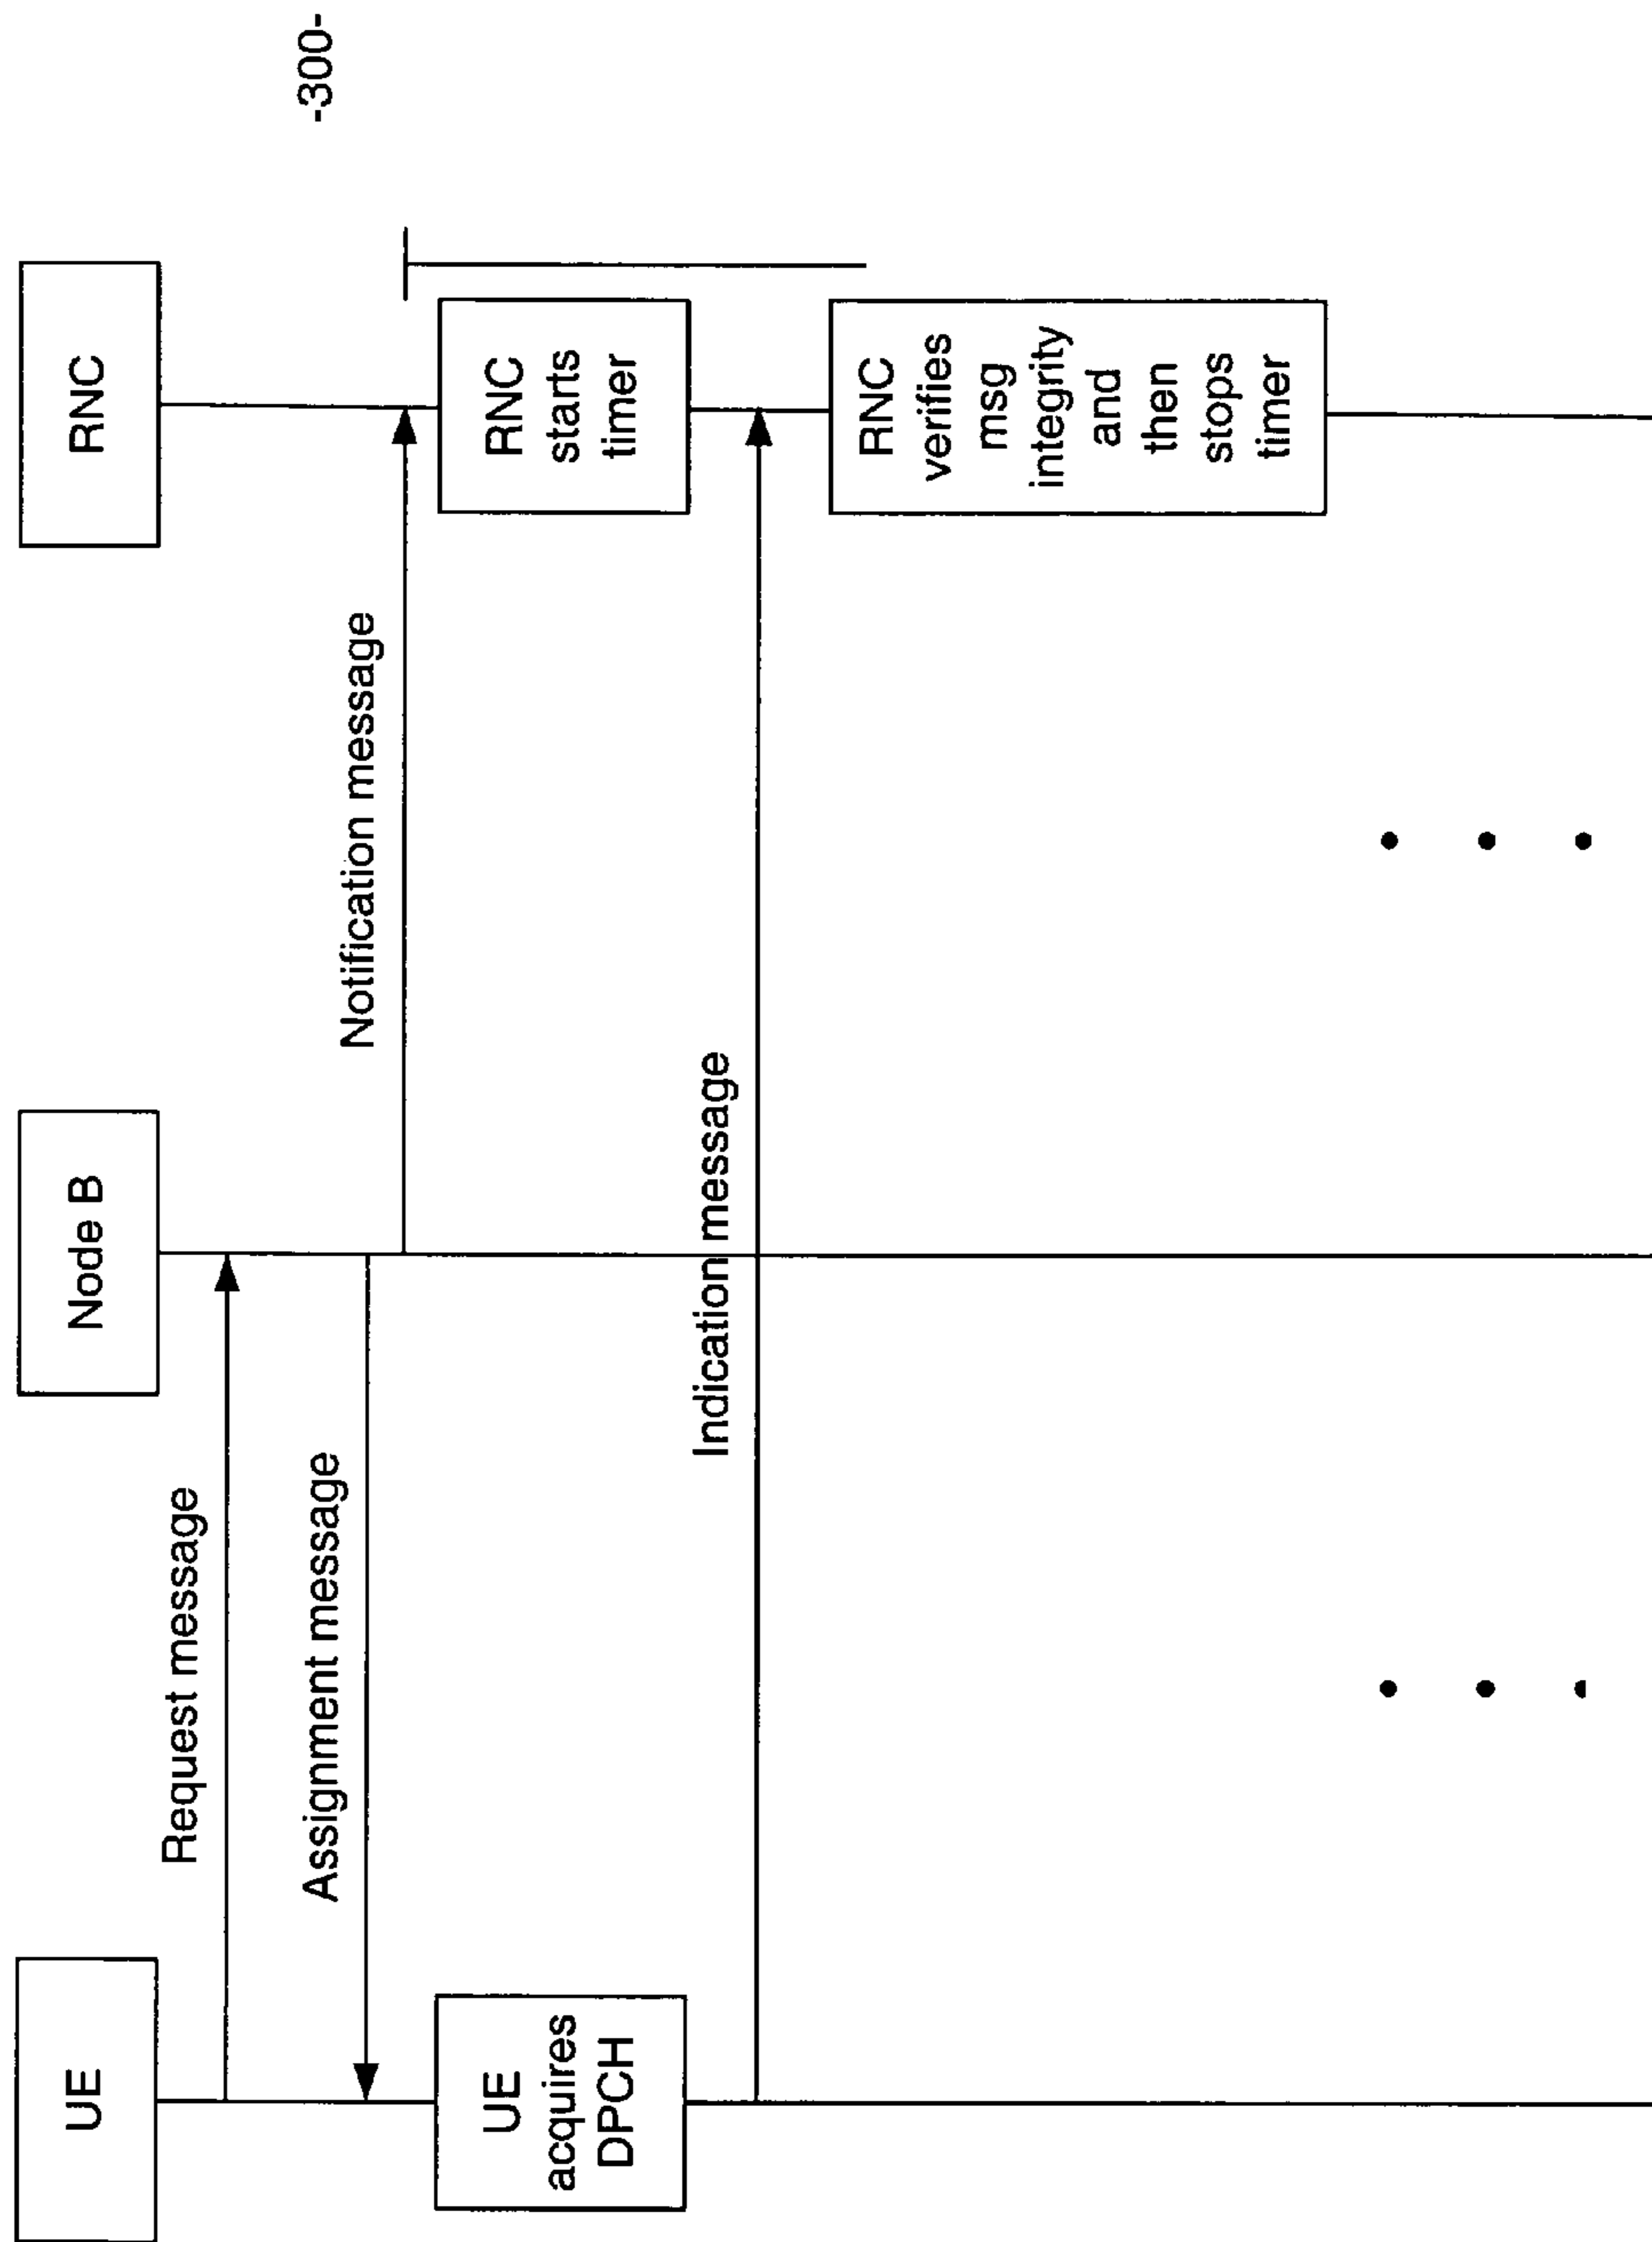 -300-
UE
Node B
RNC
Request message
Assignment message
Notification message
UE
acquires
DPCH
RNC
starts
timer
Indication message
RNC
verifies
msg
integrity
and
then
stops
timer